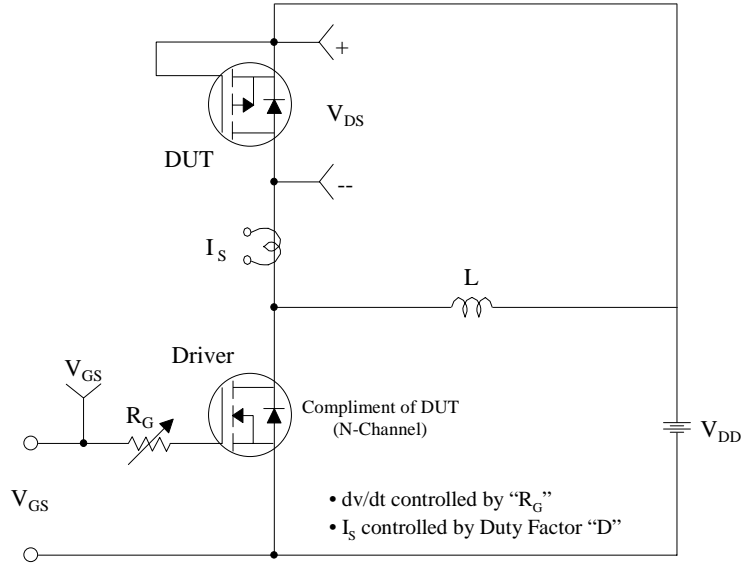 +
V_DS
DUT
--
I_S
L
Driver
V_GS
R_G
Compliment of DUT
(N-Channel)
V_DD
V_GS
• dv/dt controlled by “R_G”
• I_S controlled by Duty Factor “D”